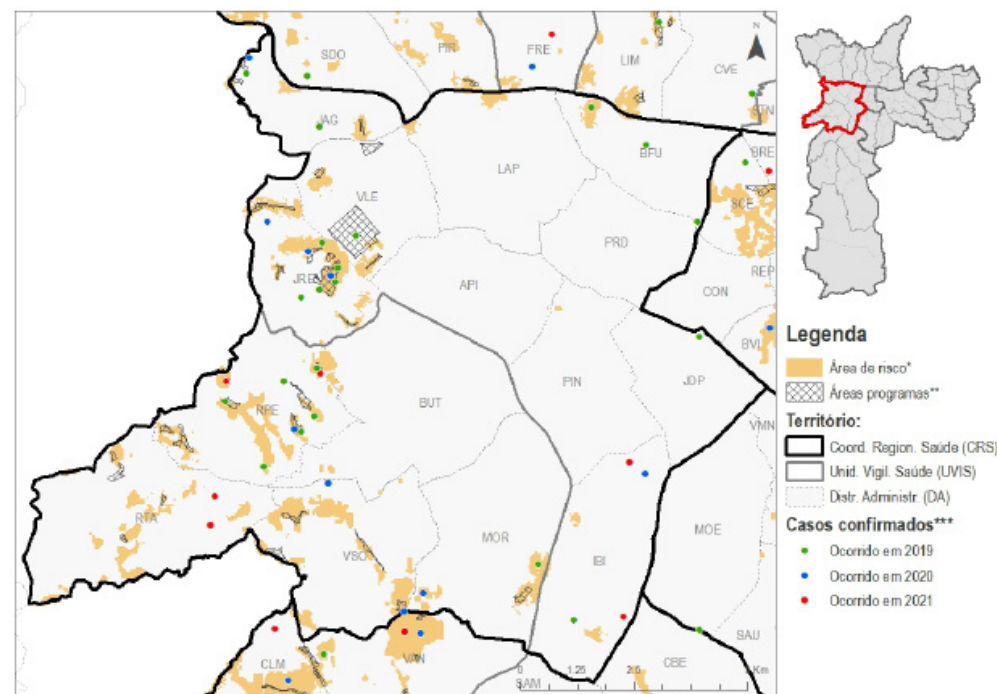 N
SDO
PIR
FRE
LIM
CVE
STN
JAG
BFU
BRE
LAP
VLE
SCE
PRD
REP
JRE
API
CON
BVI
PIN
JDP
BUT
RPE
VMN
RTA
MOR
MOE
VSO
IBI
SAU
CLM
VAN
CBE
SAM
0 1.25 2.5 Km
Legenda
Área de risco*
Áreas programas**
Território:
Coord. Region. Saúde (CRS)
Unid. Vigil. Saúde (UVIS)
Distr. Administr. (DA)
Casos confirmados***
Ocorrido em 2019
Ocorrido em 2020
Ocorrido em 2021